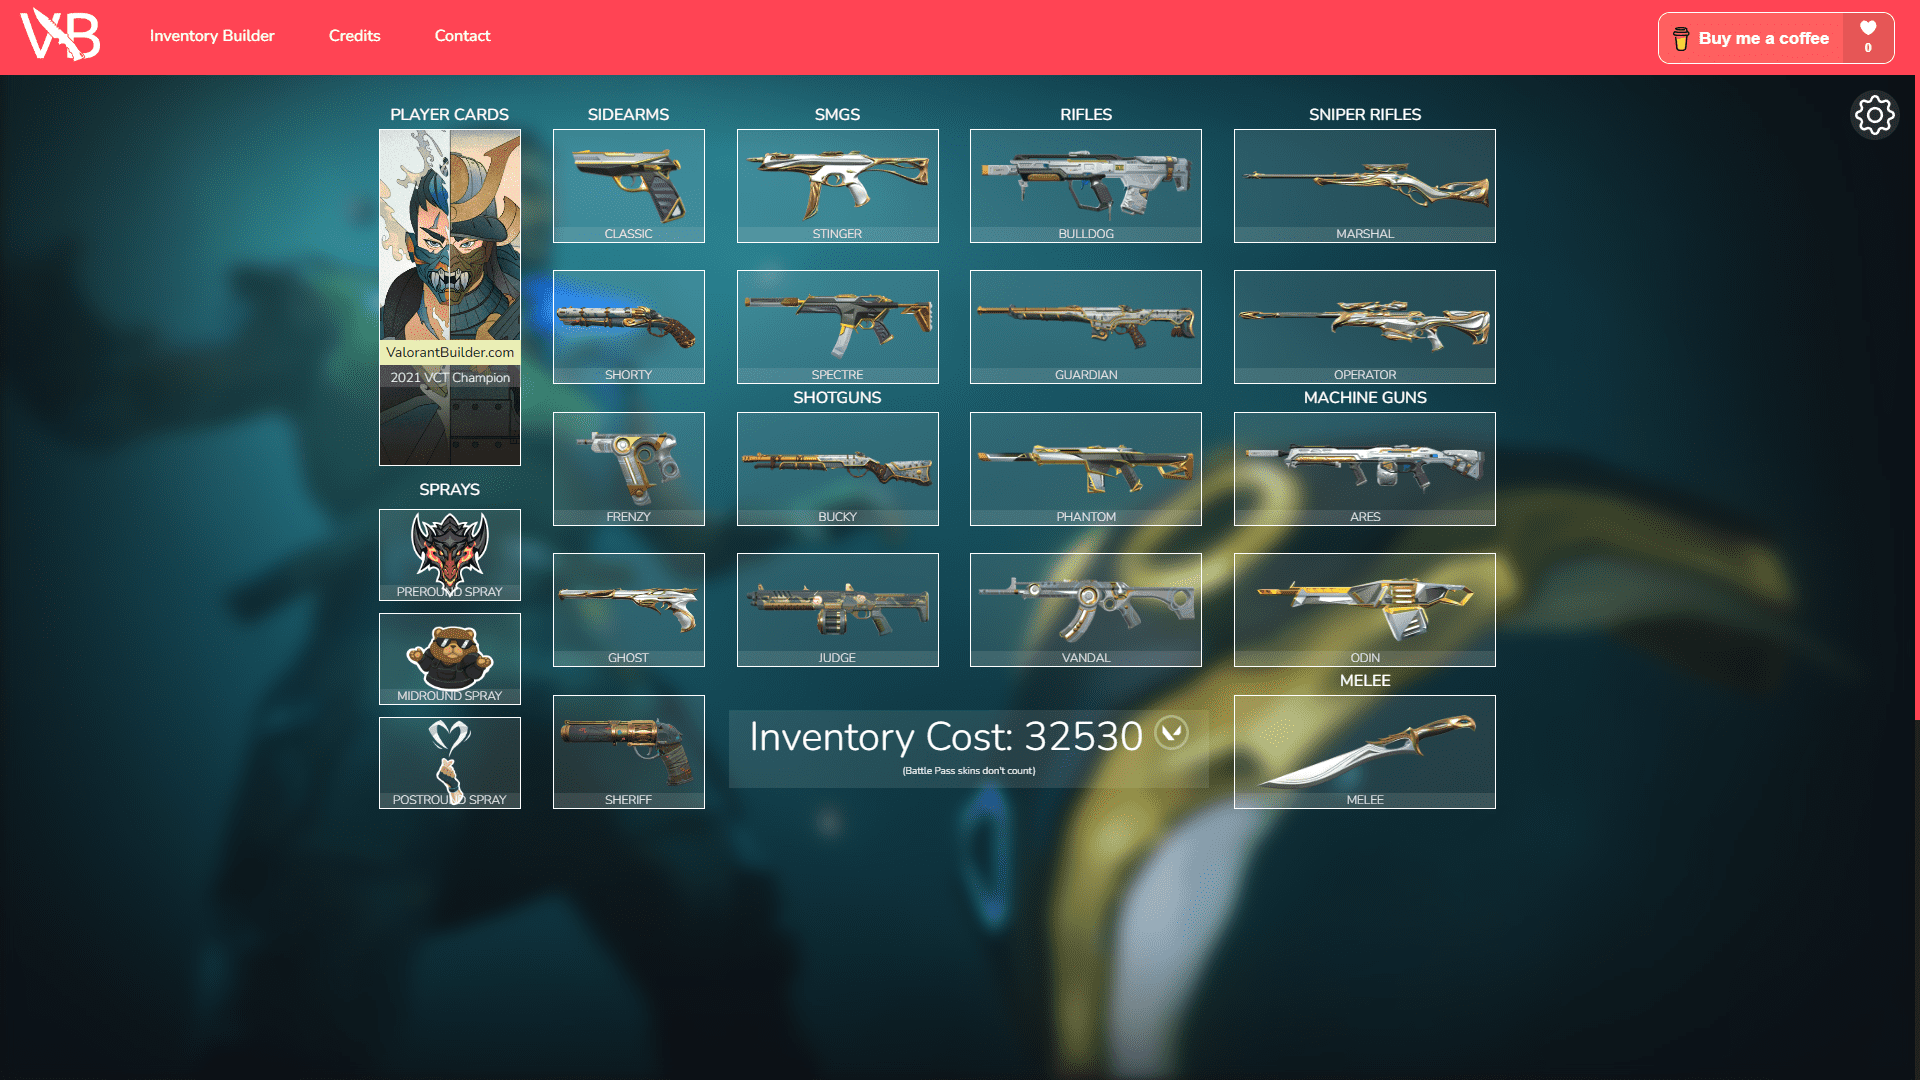 VB
Inventory Builder
Credits
Contact
Buy me a coffee
0
PLAYER CARDS
ValorantBuilder.com
2021 VCT Champion
SPRAYS
PREROUND SPRAY
MIDROUND SPRAY
POSTROUND SPRAY
SIDEARMS
CLASSIC
SHORTY
FRENZY
GHOST
SHERIFF
SMGS
STINGER
SPECTRE
SHOTGUNS
BUCKY
JUDGE
RIFLES
BULLDOG
GUARDIAN
PHANTOM
VANDAL
SNIPER RIFLES
MARSHAL
OPERATOR
MACHINE GUNS
ARES
ODIN
MELEE
MELEE
Inventory Cost: 32530
(Battle Pass skins don't count)